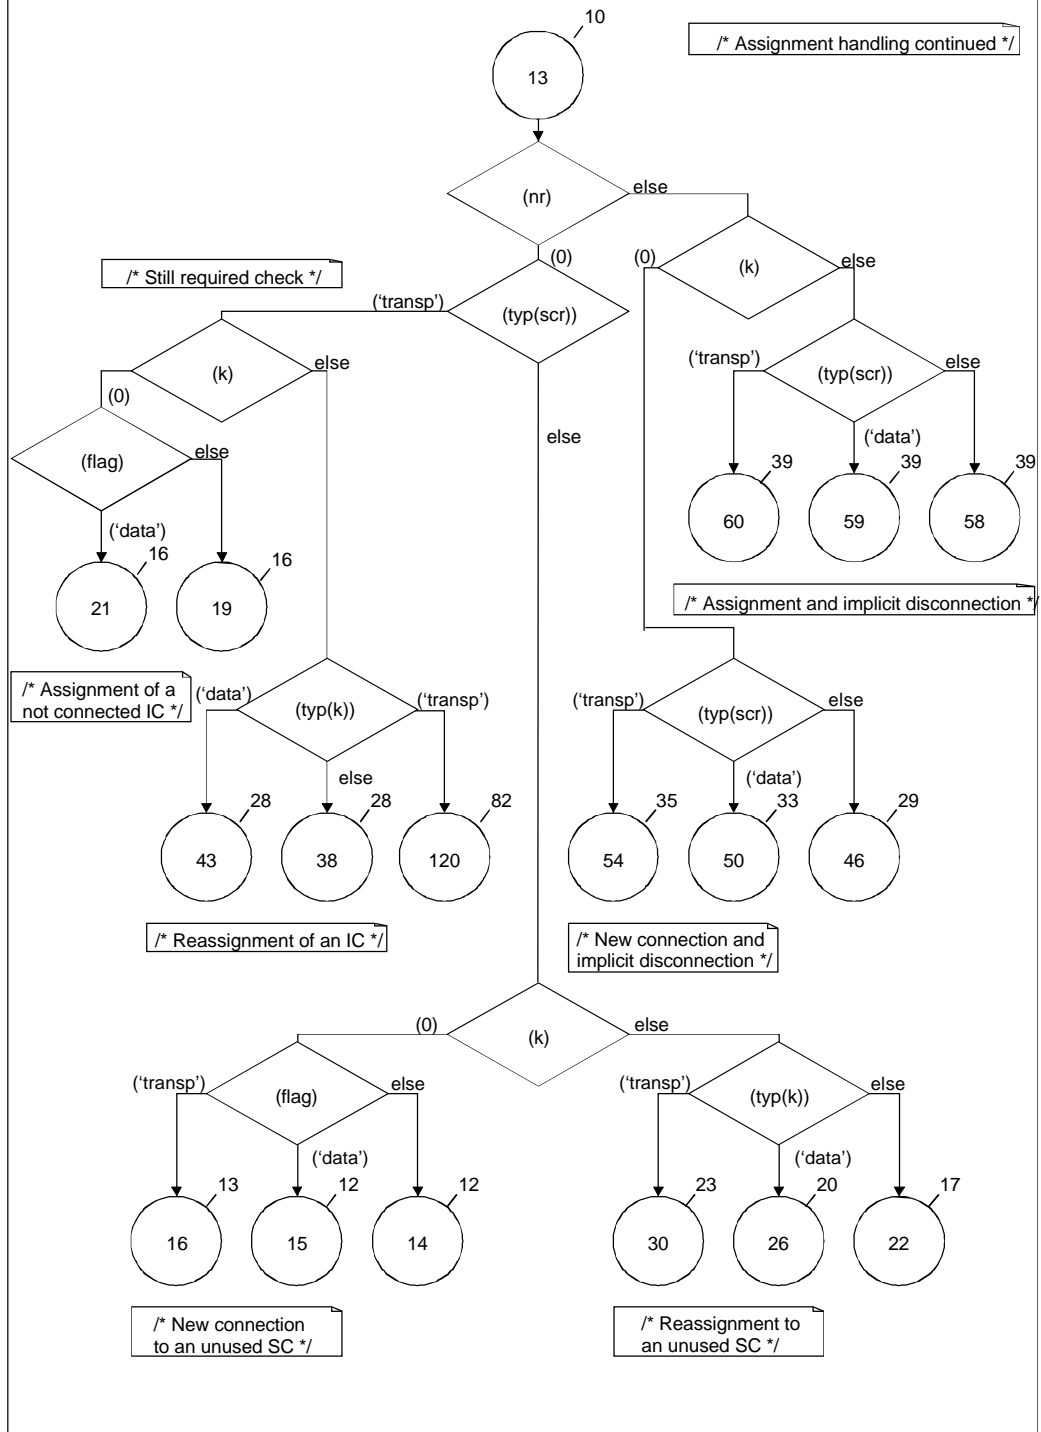 10
/* Assignment handling continued */
13
(nr)
else
(0)
(0)
(k)
else
/* Still required check */
(‘transp’)
(typ(scr))
(k)
else
(‘transp’)
(typ(scr))
else
(0)
else
(‘data’)
(flag)
else
39
39
39
60
59
58
(‘data’)
16
16
21
19
/* Assignment and implicit disconnection */
/* Assignment of a
not connected IC */
(‘data’)
(typ(k))
(‘transp’)
(‘transp’)
(typ(scr))
else
else
(‘data’)
28
28
82
35
33
29
43
38
120
54
50
46
/* Reassignment of an IC */
/* New connection and
implicit disconnection */
(0)
(k)
else
(‘transp’)
(flag)
else
(‘transp’)
(typ(k))
else
(‘data’)
(‘data’)
13
12
12
23
20
17
16
15
14
30
26
22
/* New connection
to an unused SC */
/* Reassignment to
an unused SC */